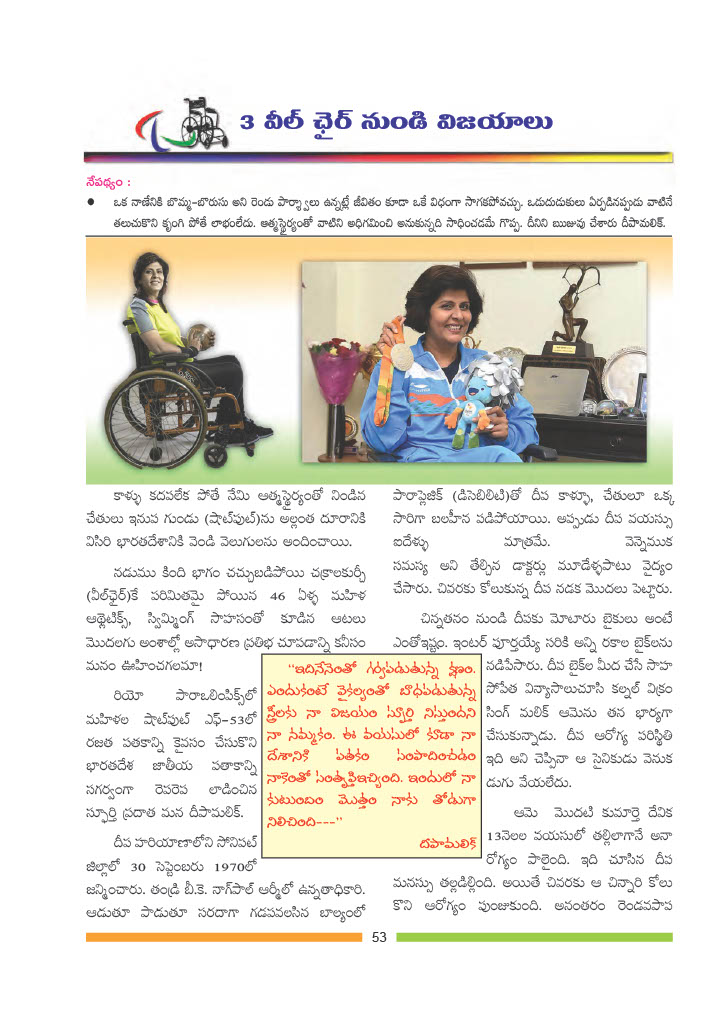 3 వీల్ ఛైర్ నుండి విజయాలు
నేపథ్యం :
● ఒక నాణేనికి బొమ్మ-బొరుసు అని రెండు పార్శ్వాలు ఉన్నట్లే జీవితం కూడా ఒకే విధంగా సాగకపోవచ్చు. ఒడుదుడుకులు ఏర్పడినప్పుడు వాటినే
తలుచుకొని కృంగి పోతే లాభంలేదు. ఆత్మస్థైర్యంతో వాటిని అధిగమించి అనుకున్నది సాధించడమే గొప్ప. దీనిని ఋజువు చేశారు దీపామలిక్.
కాళ్ళు కదపలేక పోతే నేమి ఆత్మస్థైర్యంతో నిండిన
చేతులు ఇనుప గుండు (షాట్‌పుట్)ను అల్లంత దూరానికి
విసిరి భారతదేశానికి వెండి వెలుగులను అందించాయి.
నడుము కింది భాగం చచ్చుబడిపోయి చక్రాలకుర్చీ
(వీల్‌ఛైర్)కే పరిమితమై పోయిన 46 ఏళ్ళ మహిళ
ఆథ్లెటిక్స్, స్విమ్మింగ్ సాహసంతో కూడిన ఆటలు
మొదలగు అంశాల్లో అసాధారణ ప్రతిభ చూపడాన్ని కనీసం
మనం ఊహించగలమా!
రియో పారాఒలింపిక్స్‌లో
మహిళల షాట్‌పుట్ ఎఫ్-53లో
రజత పతకాన్ని కైవసం చేసుకొని
భారతదేశ జాతీయ పతాకాన్ని
సగర్వంగా రెపరెప లాడించిన
స్ఫూర్తి ప్రదాత మన దీపామలిక్.
దీప హరియాణాలోని సోనిపట్
జిల్లాలో 30 సెప్టెంబరు 1970లో
జన్మించారు. తండ్రి బీ.కె. నాగ్‌పాల్ ఆర్మీలో ఉన్నతాధికారి.
ఆడుతూ పాడుతూ సరదాగా గడపవలసిన బాల్యంలో
"ఇదినేనెంతో గర్వపడుతున్న క్షణం.
ఎందుకంటే వైకల్యంతో బాధపడుతున్న
స్త్రీలకు నా విజయం స్ఫూర్తి నిస్తుందని
నా నమ్మకం. ఈ వయసులో కూడా నా
దేశానికి పతకం సంపాదించడం
నాకెంతో సంతృప్తిఇచ్చింది. ఇందులో నా
కుటుంబం మొత్తం నాకు తోడుగా
నిలిచింది---"
దీపామలిక్
పారాప్లెజిక్ (డిసెబిలిటి)తో దీప కాళ్ళూ, చేతులూ ఒక్క
సారిగా బలహీన పడిపోయాయి. అప్పుడు దీప వయస్సు
ఐదేళ్ళు మాత్రమే. వెన్నెముక
సమస్య అని తేల్చిన డాక్టర్లు మూడేళ్ళపాటు వైద్యం
చేసారు. చివరకు కోలుకున్న దీప నడక మొదలు పెట్టారు.
చిన్నతనం నుండి దీపకు మోటారు బైకులు అంటే
ఎంతోఇష్టం. ఇంటర్ పూర్తయ్యే సరికి అన్ని రకాల బైక్‌లను
నడిపేసారు. దీప బైక్‌ల మీద చేసే సాహ
సోపేత విన్యాసాలుచూసి కల్నల్ విక్రం
సింగ్ మలిక్ ఆమెను తన భార్యగా
చేసుకున్నాడు. దీప ఆరోగ్య పరిస్థితి
ఇది అని చెప్పినా ఆ సైనికుడు వెనుక
డుగు వేయలేదు.
ఆమె మొదటి కుమార్తె దేవిక
13నెలల వయసులో తల్లిలాగానే అనా
రోగ్యం పాలైంది. ఇది చూసిన దీప
మనస్సు తల్లడిల్లింది. అయితే చివరకు ఆ చిన్నారి కోలు
కొని ఆరోగ్యం పుంజుకుంది. అనంతరం రెండవపాప
53